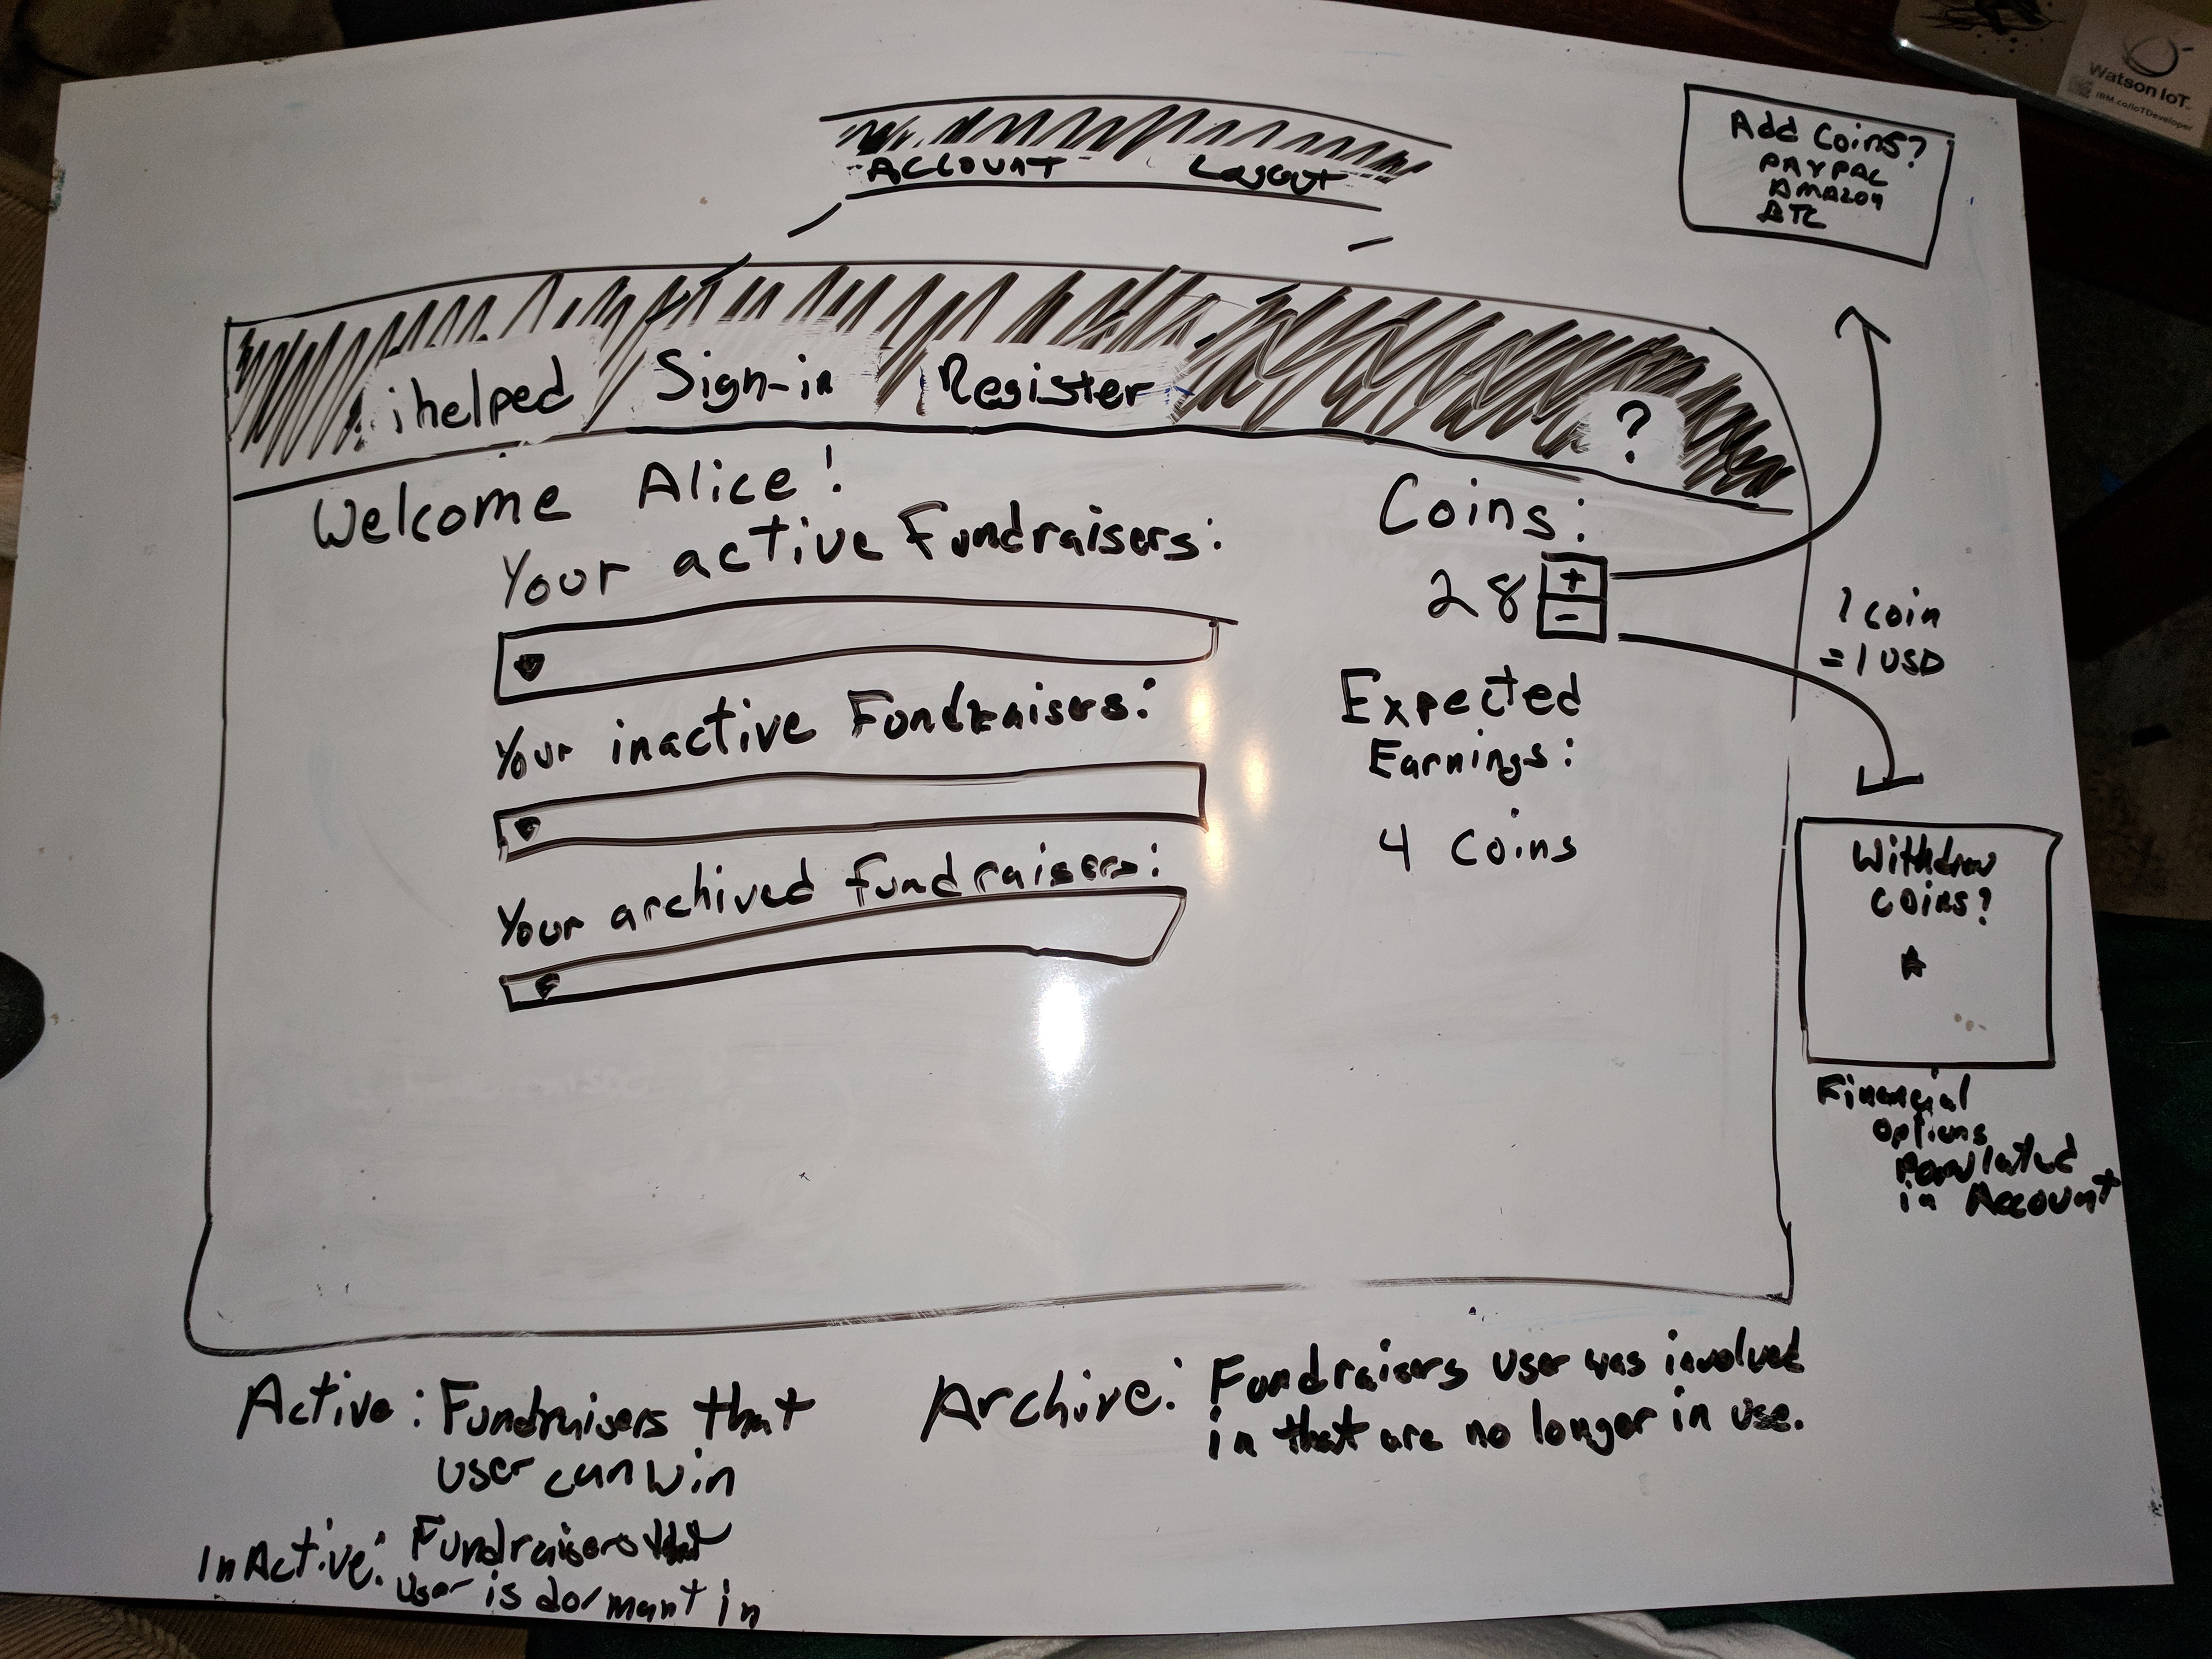 Watson IoT
IBM.co/IoTDeveloper
ACCOUNT Logout
Add Coins?
PAYPAL
AMAZON
ihelped Sign-in Register ?
Welcome Alice!
Your active Fundraisers:
Your inactive Fundraisers:
Your archived fundraisers:
Coins:
28 + -
Expected
Earnings:
4 Coins
1 coin
= 1 USD
Withdraw
Coins?
Financial
options
Populated
in Account
Active: Fundraisers that
user can win
InActive: Fundraisers that
user is dormant in
Archive: Fundraisers user was involved
in that are no longer in use.